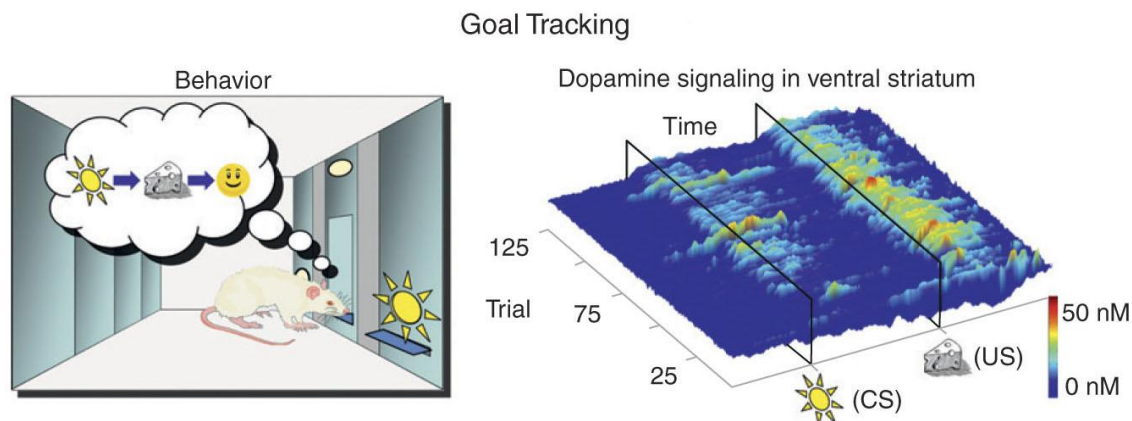 Goal Tracking
Behavior
Dopamine signaling in ventral striatum
Time
125
Trial
75
25
50 nM
0 nM
(US)
(CS)